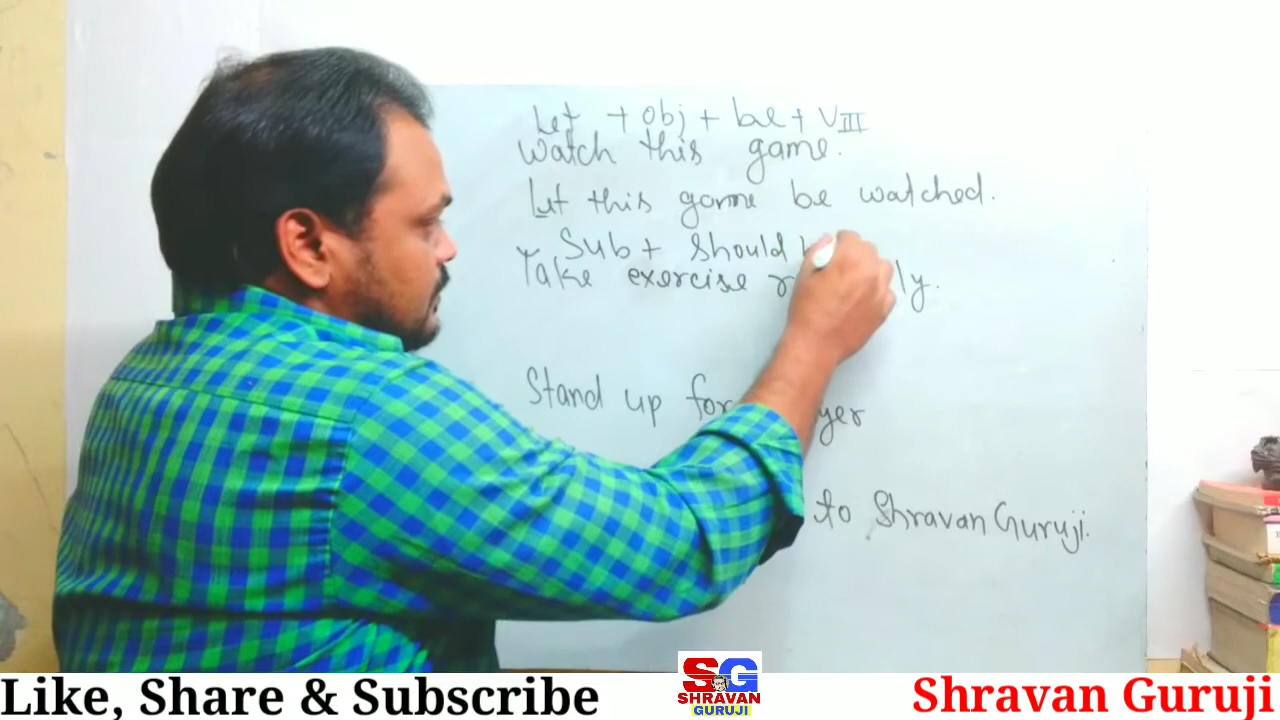 Let + obj + be + VIII
Watch this game.
Let this game be watched.
Sub + should
Take exercise
Stand up for
to Shravan Guruji.
Like, Share & Subscribe
SG
SHRAVAN
GURUJI
Shravan Guruji